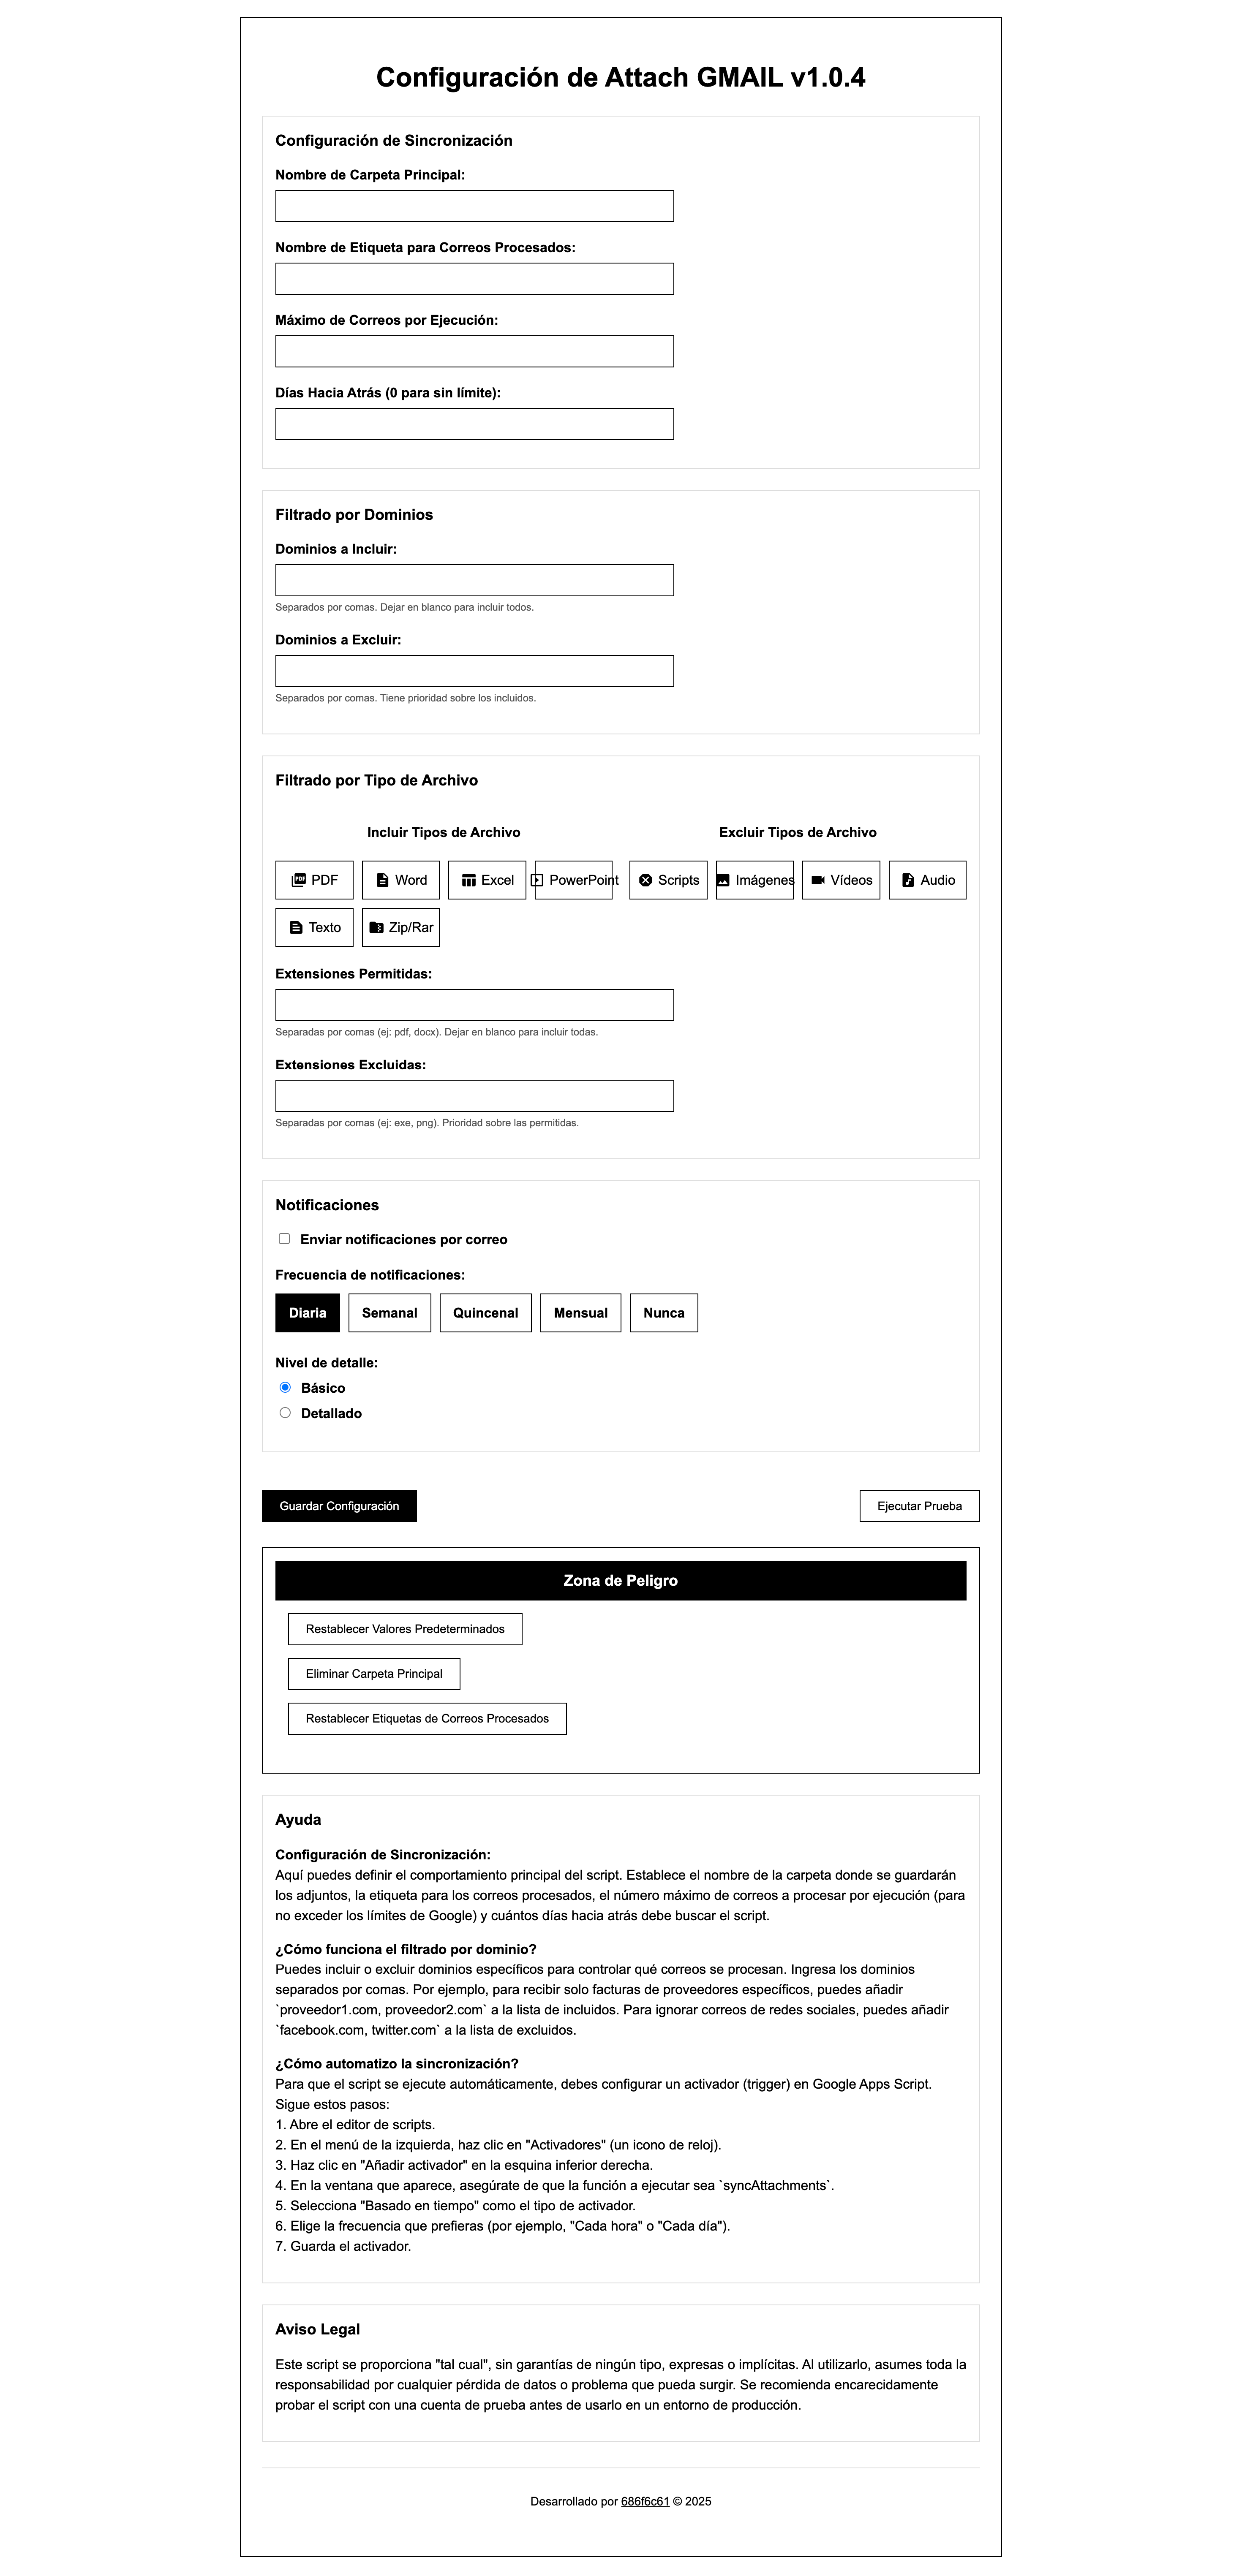 Configuración de Attach GMAIL v1.0.4
Configuración de Sincronización
Nombre de Carpeta Principal:
Nombre de Etiqueta para Correos Procesados:
Máximo de Correos por Ejecución:
Días Hacia Atrás (0 para sin límite):
Filtrado por Dominios
Dominios a Incluir:
Separados por comas. Dejar en blanco para incluir todos.
Dominios a Excluir:
Separados por comas. Tiene prioridad sobre los incluidos.
Filtrado por Tipo de Archivo
Incluir Tipos de Archivo
PDF Word Excel PowerPoint
Texto Zip/Rar
Excluir Tipos de Archivo
Scripts Imágenes Vídeos Audio
Extensiones Permitidas:
Separadas por comas (ej: pdf, docx). Dejar en blanco para incluir todas.
Extensiones Excluidas:
Separadas por comas (ej: exe, png). Prioridad sobre las permitidas.
Notificaciones
Enviar notificaciones por correo
Frecuencia de notificaciones:
Diaria Semanal Quincenal Mensual Nunca
Nivel de detalle:
Básico
Detallado
Guardar Configuración Ejecutar Prueba
Zona de Peligro
Restablecer Valores Predeterminados
Eliminar Carpeta Principal
Restablecer Etiquetas de Correos Procesados
Ayuda
Configuración de Sincronización:
Aquí puedes definir el comportamiento principal del script. Establece el nombre de la carpeta donde se guardarán
los adjuntos, la etiqueta para los correos procesados, el número máximo de correos a procesar por ejecución (para
no exceder los límites de Google) y cuántos días hacia atrás debe buscar el script.
¿Cómo funciona el filtrado por dominio?
Puedes incluir o excluir dominios específicos para controlar qué correos se procesan. Ingresa los dominios
separados por comas. Por ejemplo, para recibir solo facturas de proveedores específicos, puedes añadir
`proveedor1.com, proveedor2.com` a la lista de incluidos. Para ignorar correos de redes sociales, puedes añadir
`facebook.com, twitter.com` a la lista de excluidos.
¿Cómo automatizo la sincronización?
Para que el script se ejecute automáticamente, debes configurar un activador (trigger) en Google Apps Script.
Sigue estos pasos:
1. Abre el editor de scripts.
2. En el menú de la izquierda, haz clic en "Activadores" (un icono de reloj).
3. Haz clic en "Añadir activador" en la esquina inferior derecha.
4. En la ventana que aparece, asegúrate de que la función a ejecutar sea `syncAttachments`.
5. Selecciona "Basado en tiempo" como el tipo de activador.
6. Elige la frecuencia que prefieras (por ejemplo, "Cada hora" o "Cada día").
7. Guarda el activador.
Aviso Legal
Este script se proporciona "tal cual", sin garantías de ningún tipo, expresas o implícitas. Al utilizarlo, asumes toda la
responsabilidad por cualquier pérdida de datos o problema que pueda surgir. Se recomienda encarecidamente
probar el script con una cuenta de prueba antes de usarlo en un entorno de producción.
Desarrollado por 686f6c61 © 2025